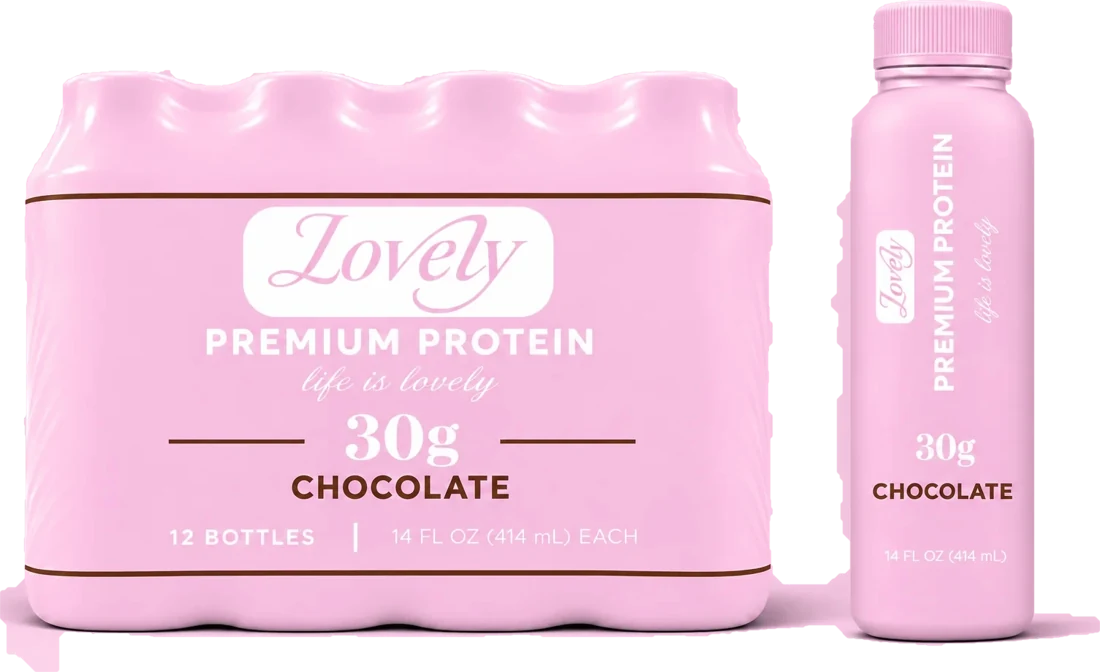 Lovely
PREMIUM PROTEIN
life is lovely
30g
CHOCOLATE
12 BOTTLES | 14 FL OZ (414 mL) EACH
Lovely
PREMIUM PROTEIN
life is lovely
30g
CHOCOLATE
14 FL OZ (414 mL)